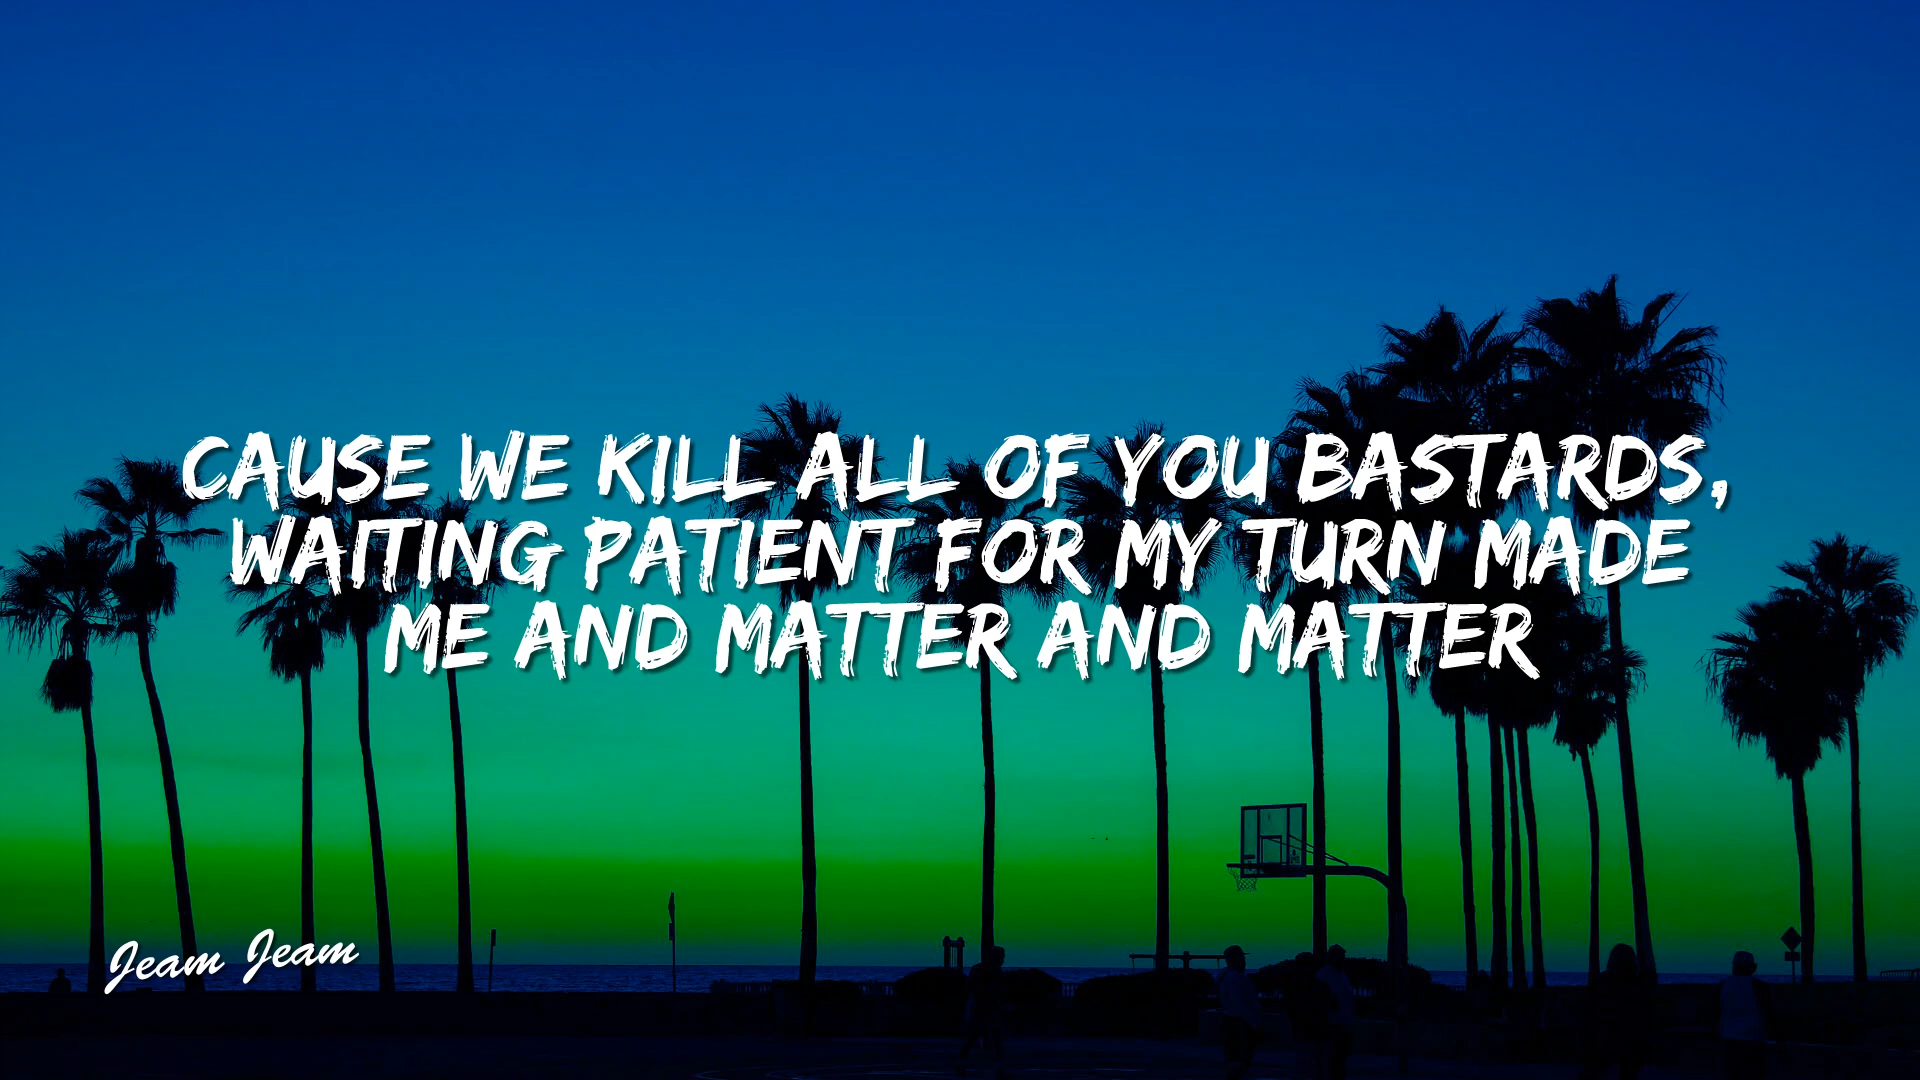 CAUSE WE KILL ALL OF YOU BASTARDS,
WAITING PATIENT FOR MY TURN MADE
ME AND MATTER AND MATTER
Jeam Jeam